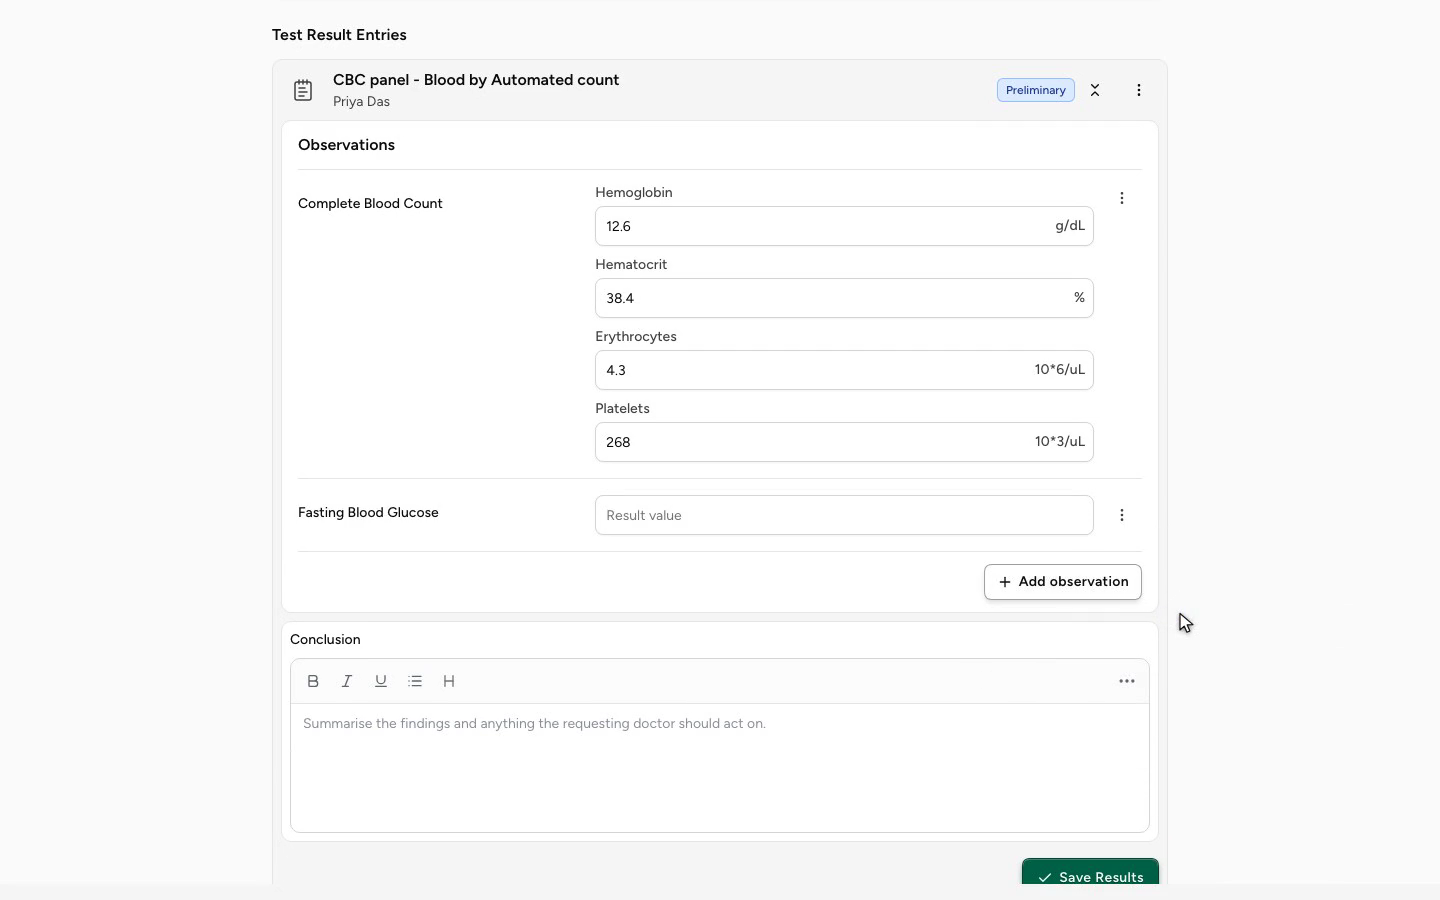 Test Result Entries
CBC panel - Blood by Automated count
Priya Das
Preliminary
Observations
Complete Blood Count
Hemoglobin
12.6 g/dL
Hematocrit
38.4 %
Erythrocytes
4.3 10*6/uL
Platelets
268 10*3/uL
Fasting Blood Glucose
Result value
+ Add observation
Conclusion
B I U H
Summarise the findings and anything the requesting doctor should act on.
Save Results